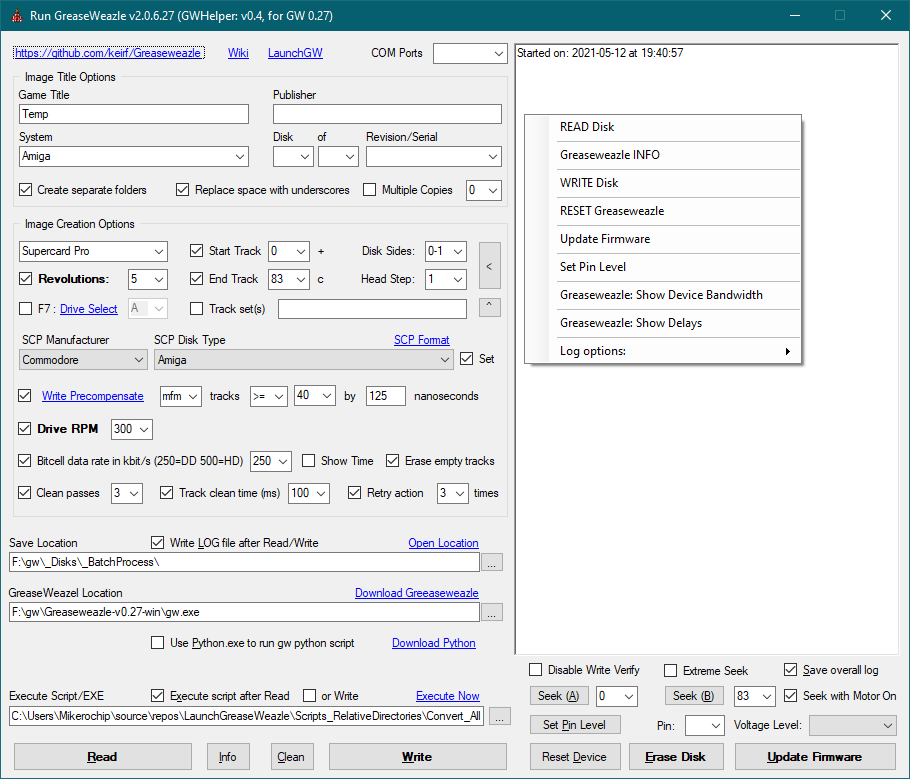 Run GreaseWeazle v2.0.6.27 (GWHelper: v0.4, for GW 0.27)
https://github.com/keirf/Greaseweazle Wiki LaunchGW COM Ports
Image Title Options
Game Title Publisher
Temp
System Disk of Revision/Serial
Amiga
Create separate folders Replace space with underscores Multiple Copies 0
Image Creation Options
Supercard Pro Start Track 0 + Disk Sides: 0-1 <
Revolutions: 5 End Track 83 c Head Step: 1
F7 : Drive Select A Track set(s) ^
SCP Manufacturer SCP Disk Type SCP Format
Commodore Amiga Set
Write Precompensate mfm tracks >= 40 by 125 nanoseconds
Drive RPM 300
Bitcell data rate in kbit/s (250=DD 500=HD) 250 Show Time Erase empty tracks
Clean passes 3 Track clean time (ms) 100 Retry action 3 times
Save Location Write LOG file after Read/Write Open Location
F:\gw\_Disks\_BatchProcess\ ...
GreaseWeazel Location Download Greeaseweazle
F:\gw\Greaseweazle-v0.27-win\gw.exe ...
Use Python.exe to run gw python script Download Python
Execute Script/EXE Execute script after Read or Write Execute Now
C:\Users\Mikerochip\source\repos\LaunchGreaseWeazle\Scripts_RelativeDirectories\Convert_All ...
Read Info Clean Write
Started on: 2021-05-12 at 19:40:57
READ Disk
Greaseweazle INFO
WRITE Disk
RESET Greaseweazle
Update Firmware
Set Pin Level
Greaseweazle: Show Device Bandwidth
Greaseweazle: Show Delays
Log options:
Disable Write Verify Extreme Seek Save overall log
Seek (A) 0 Seek (B) 83 Seek with Motor On
Set Pin Level Pin: Voltage Level:
Reset Device Erase Disk Update Firmware